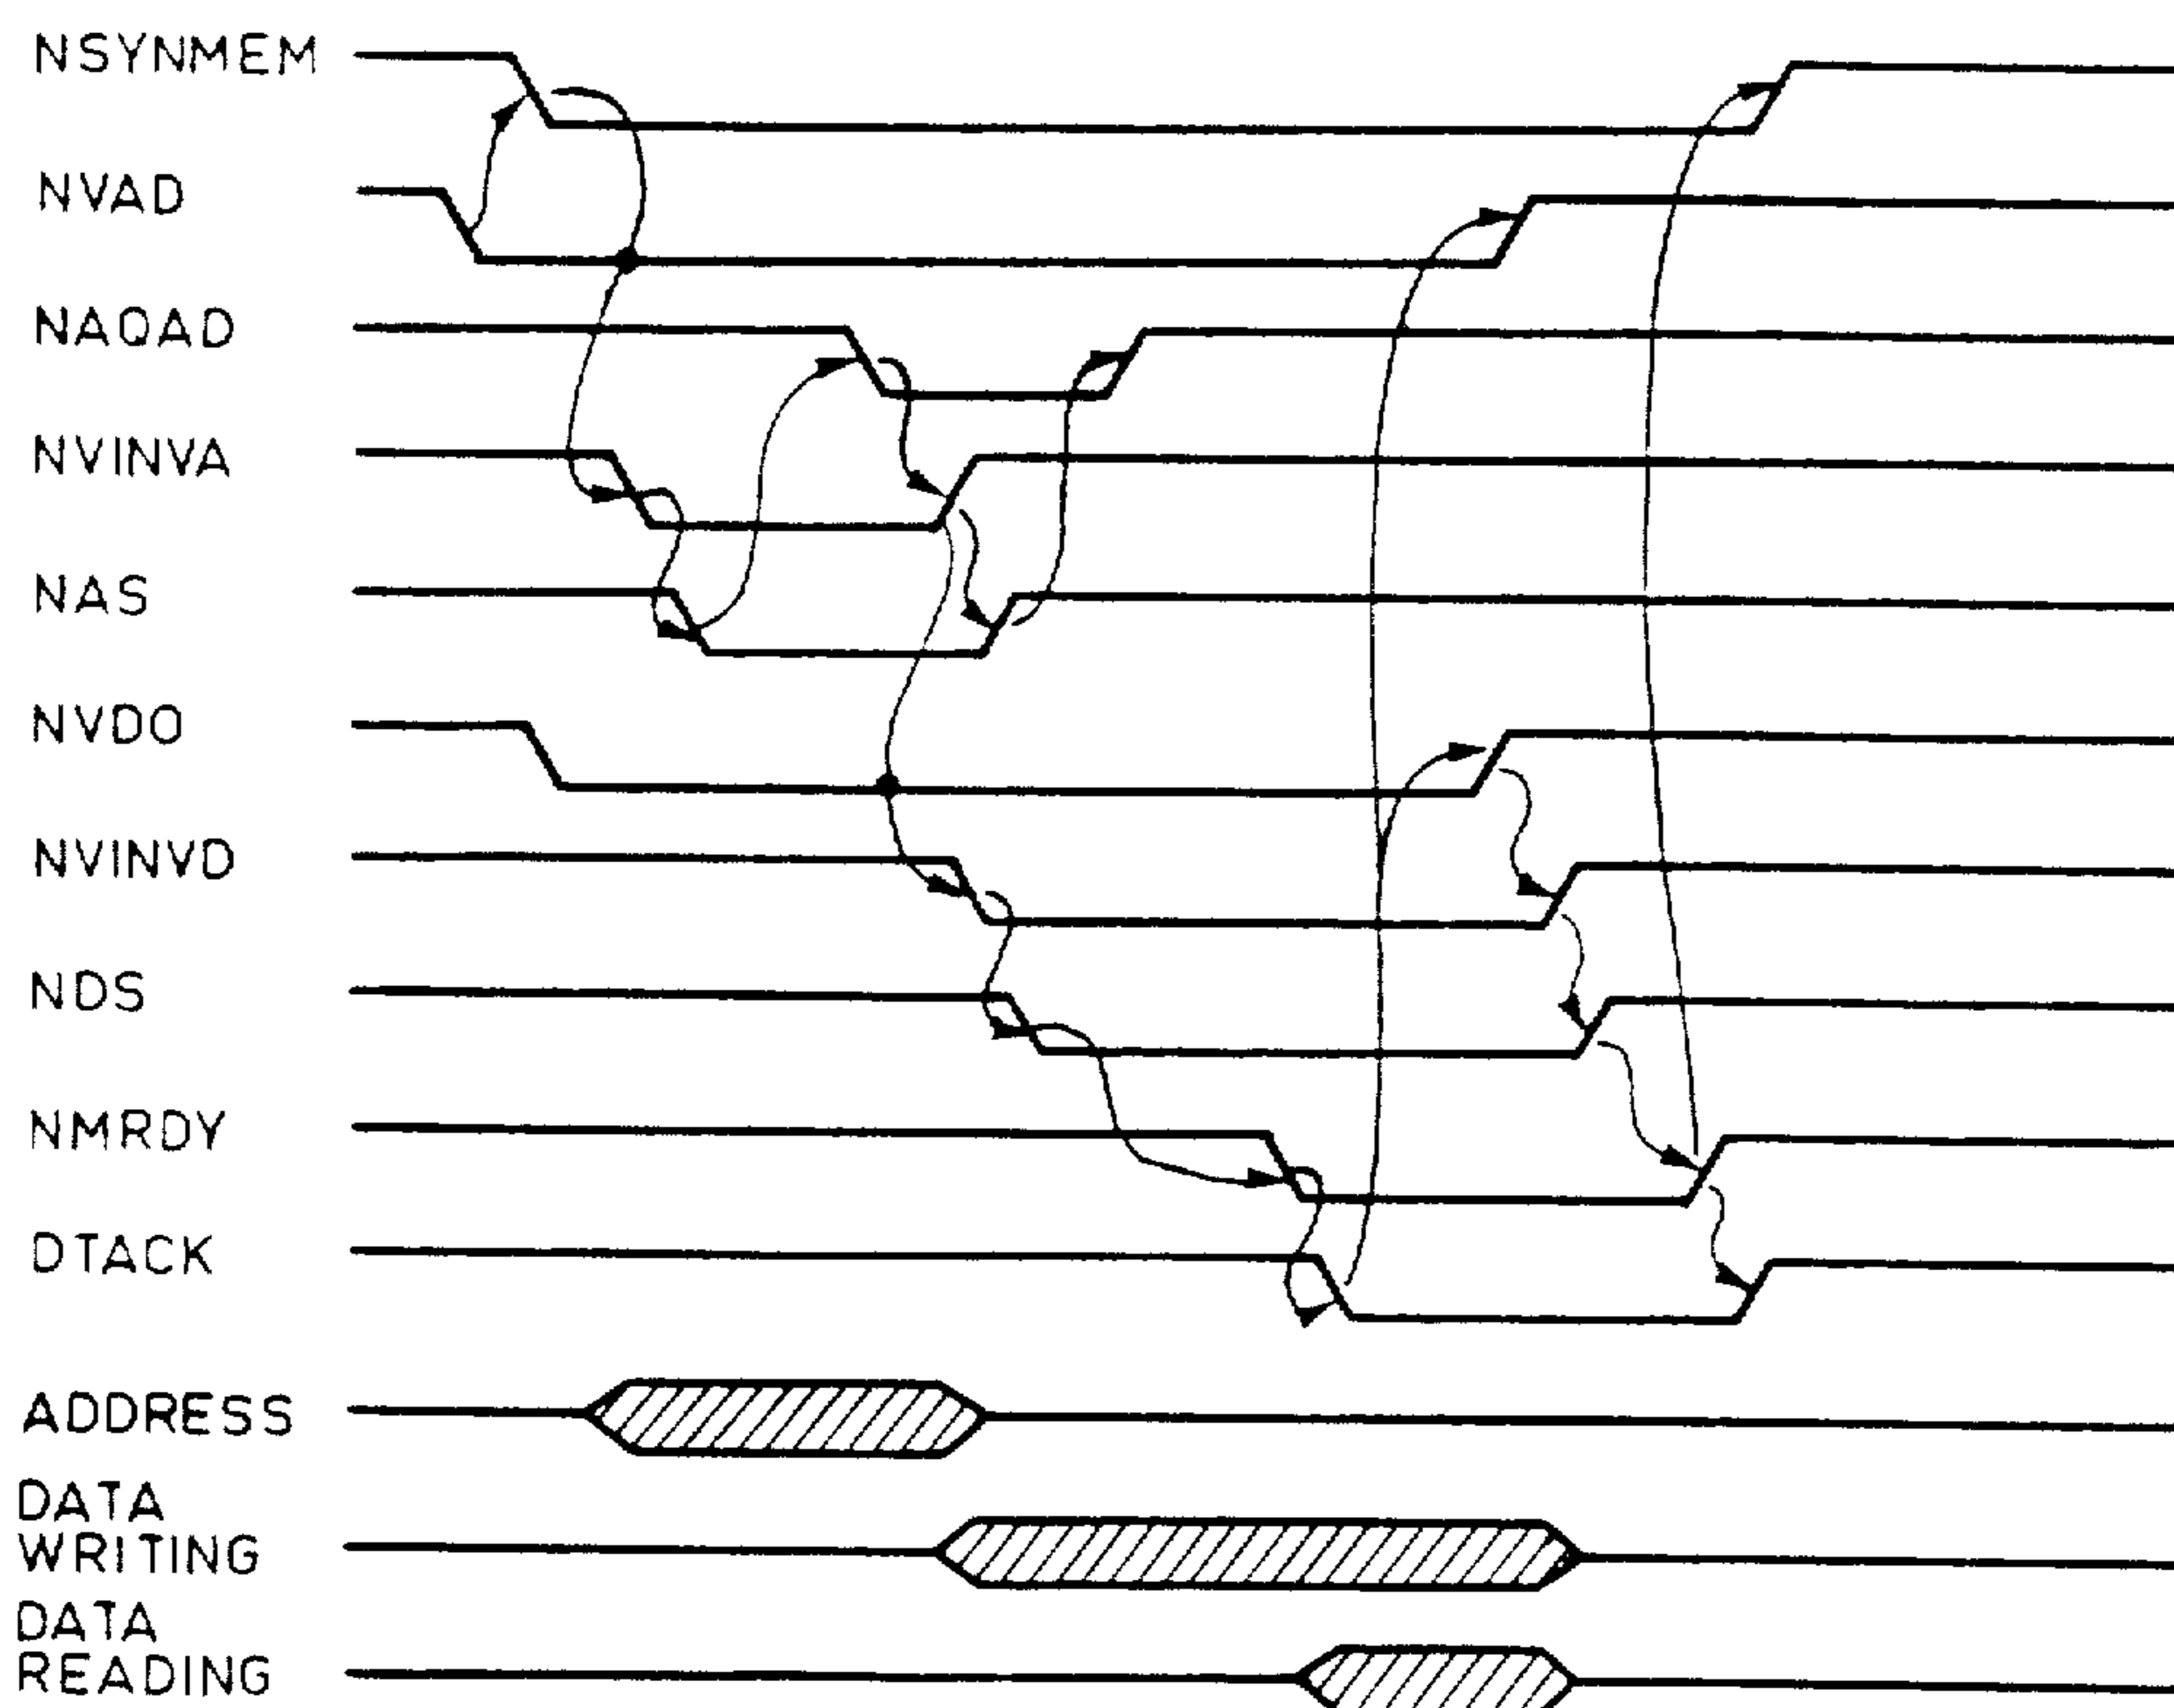 NSYNMEM
NVAD
NAQAD
NVINVA
NAS
NVDO
NVINVD
NDS
NMRDY
DTACK
ADDRESS
DATA
WRITING
DATA
READING